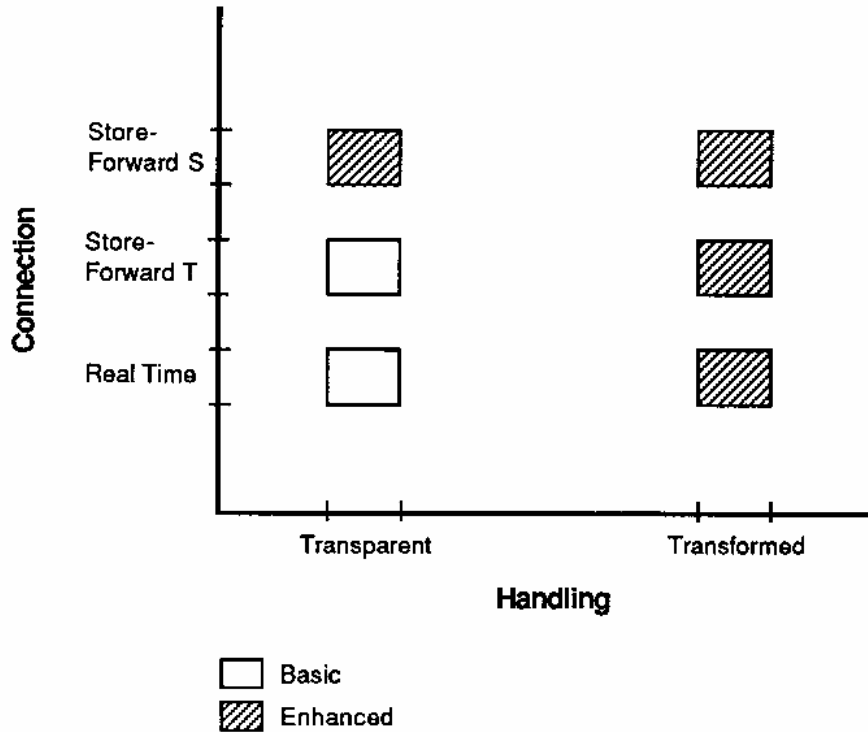 Store-
Forward S
Store-
Forward T
Real Time
Connection
Transparent
Transformed
Handling
Basic
Enhanced